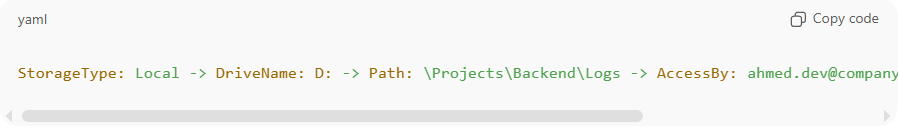 yaml
Copy code
StorageType: Local -> DriveName: D: -> Path: \Projects\Backend\Logs -> AccessBy: ahmed.dev@company